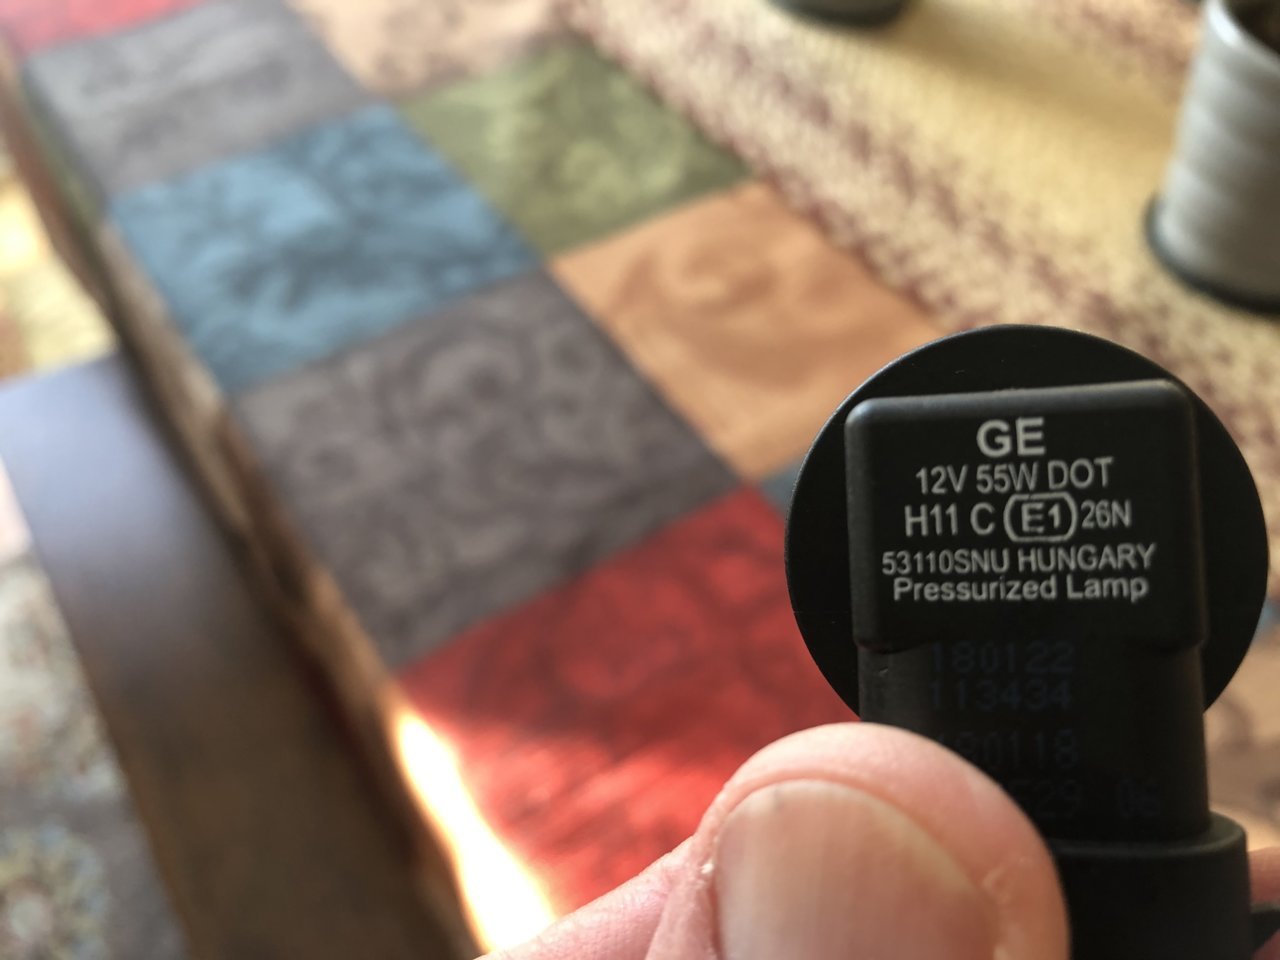 GE
12V 55W DOT
H11 C E1 26N
53110SNU HUNGARY
Pressurized Lamp
180122
113434